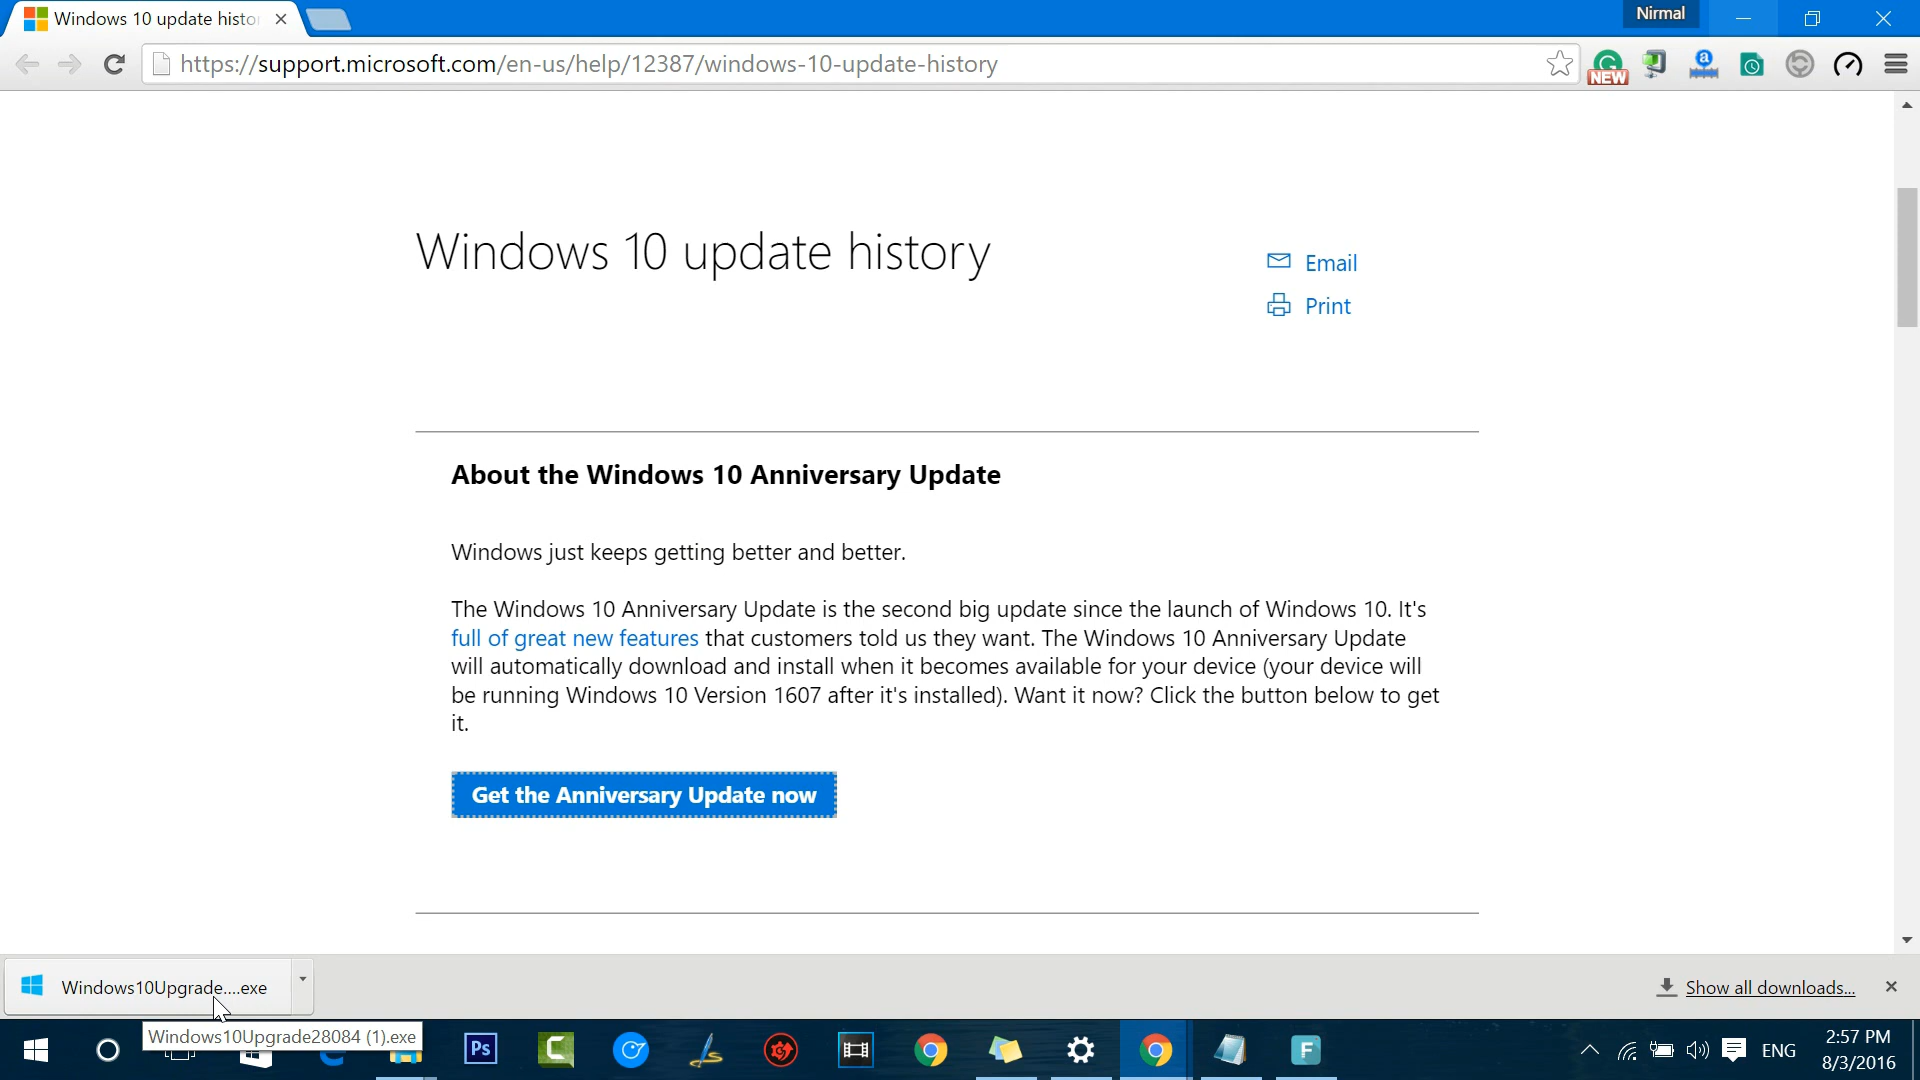 Windows 10 update histo
Nirmal
https://support.microsoft.com/en-us/help/12387/windows-10-update-history
NEW
a
Windows 10 update history
Email
Print
About the Windows 10 Anniversary Update
Windows just keeps getting better and better.
The Windows 10 Anniversary Update is the second big update since the launch of Windows 10. It's
full of great new features that customers told us they want. The Windows 10 Anniversary Update
will automatically download and install when it becomes available for your device (your device will
be running Windows 10 Version 1607 after it's installed). Want it now? Click the button below to get
it.
Get the Anniversary Update now
Windows10Upgrade....exe
Show all downloads...
Windows10Upgrade28084 (1).exe
Ps
C
F
ENG
2:57 PM
8/3/2016